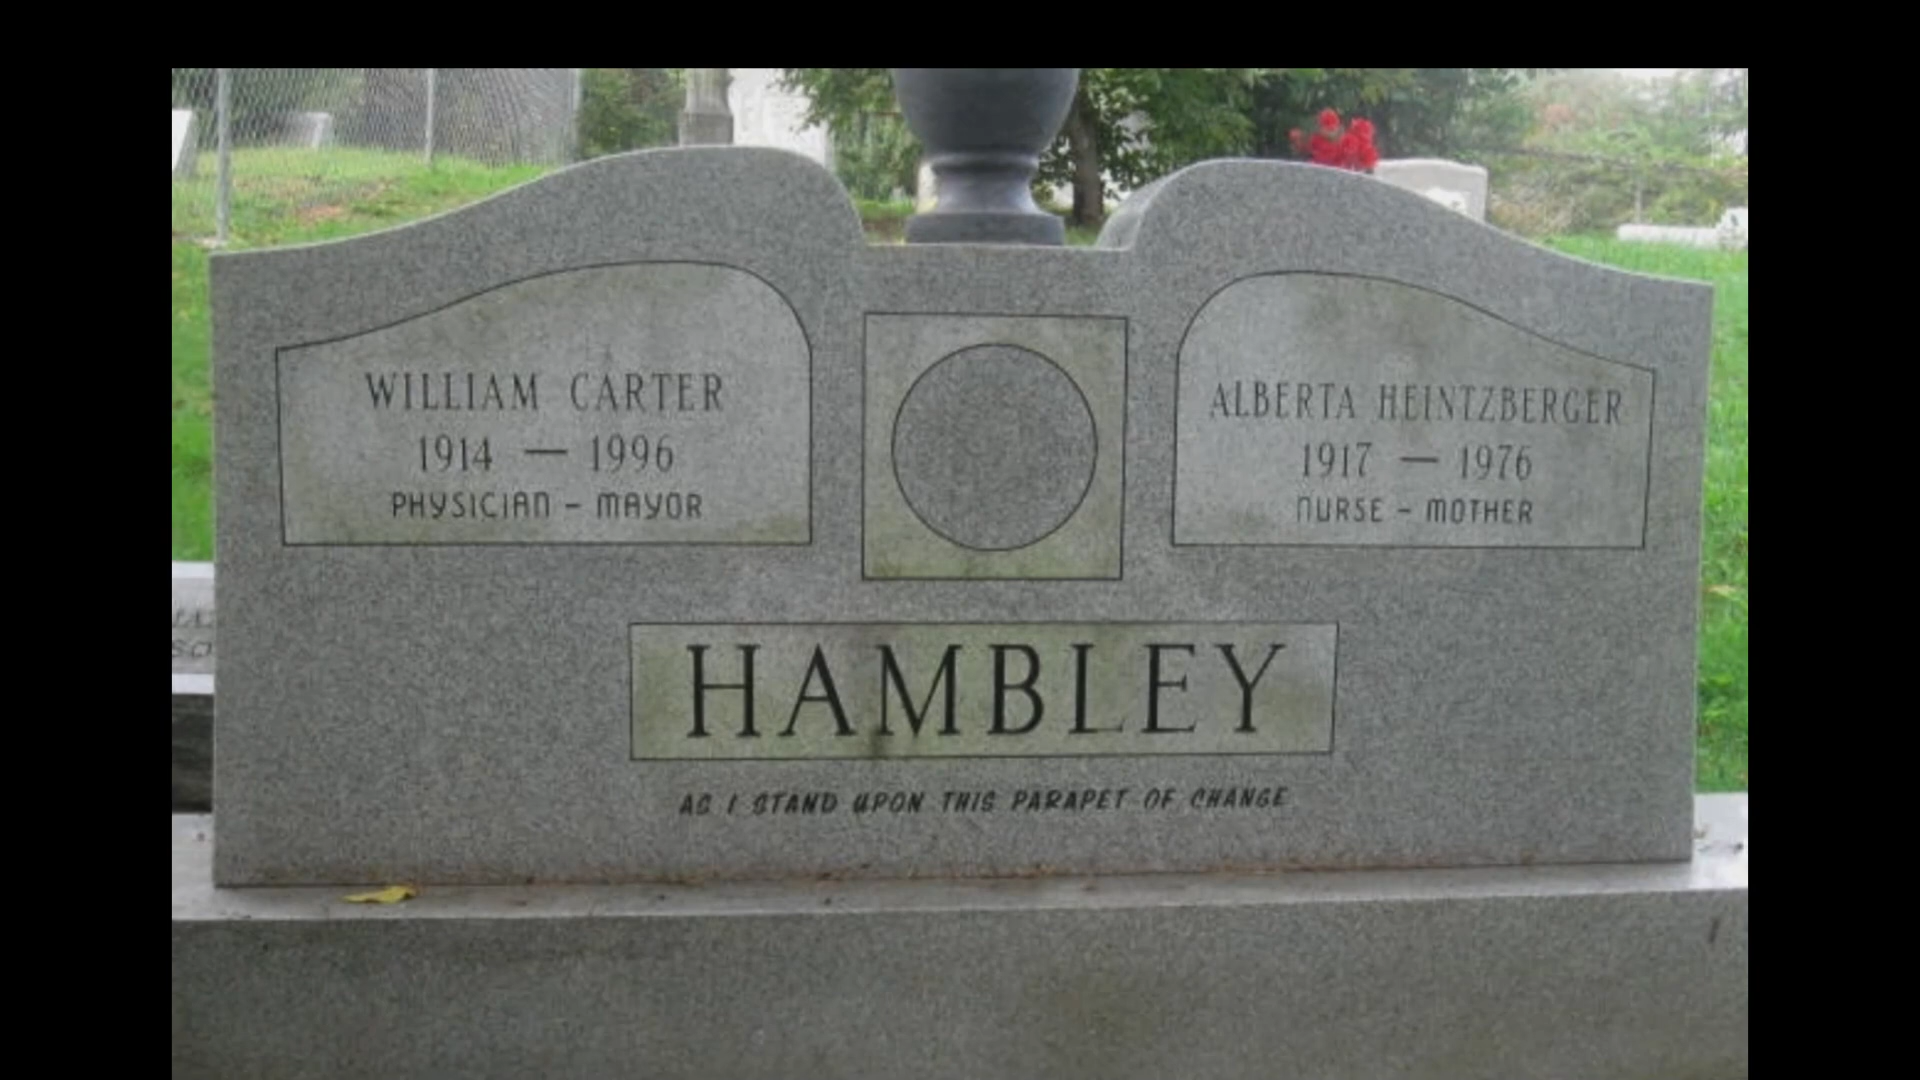 WILLIAM CARTER
1914 — 1996
PHYSICIAN – MAYOR
ALBERTA HEINTZBERGER
1917 — 1976
NURSE – MOTHER
HAMBLEY
AS I STAND UPON THIS PARAPET OF CHANGE